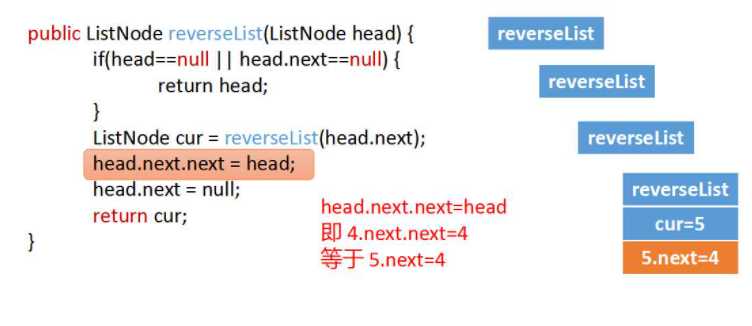 public ListNode reverseList(ListNode head) {
if(head==null || head.next==null) {
return head;
}
ListNode cur = reverseList(head.next);
head.next.next = head;
head.next = null;
return cur;
}
head.next.next=head
即 4.next.next=4
等于 5.next=4
reverseList
reverseList
reverseList
reverseList
cur=5
5.next=4